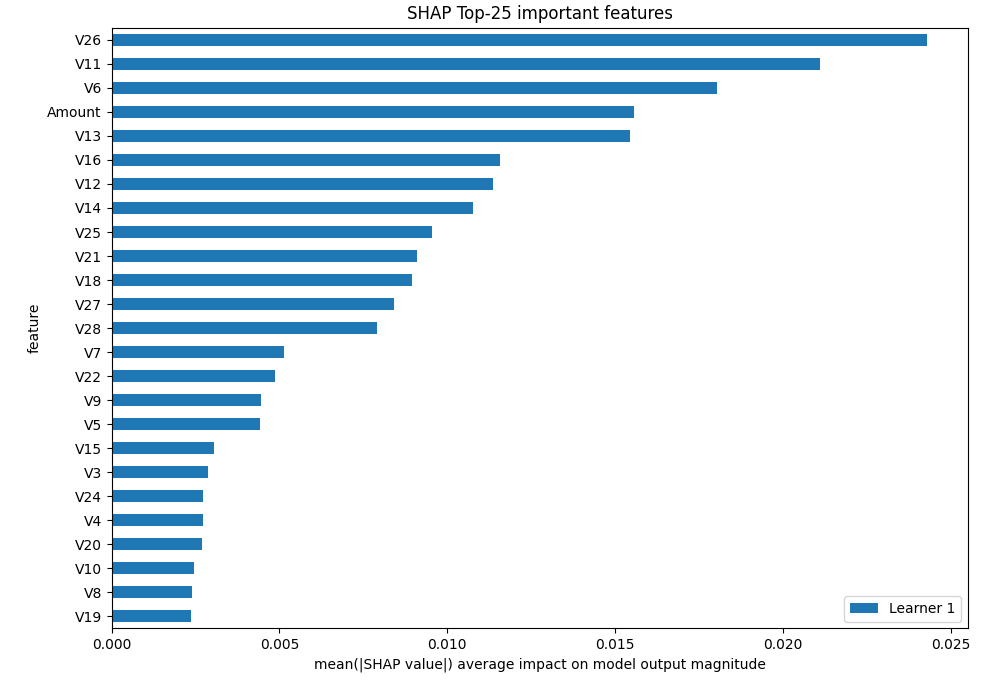 SHAP Top-25 important features
V26
V11
V6
Amount
V13
V16
V12
V14
V25
V21
V18
V27
V28
V7
V22
V9
V5
V15
V3
V24
V4
V20
V10
V8
V19
feature
Learner 1
0.000 0.005 0.010 0.015 0.020 0.025
mean(|SHAP value|) average impact on model output magnitude